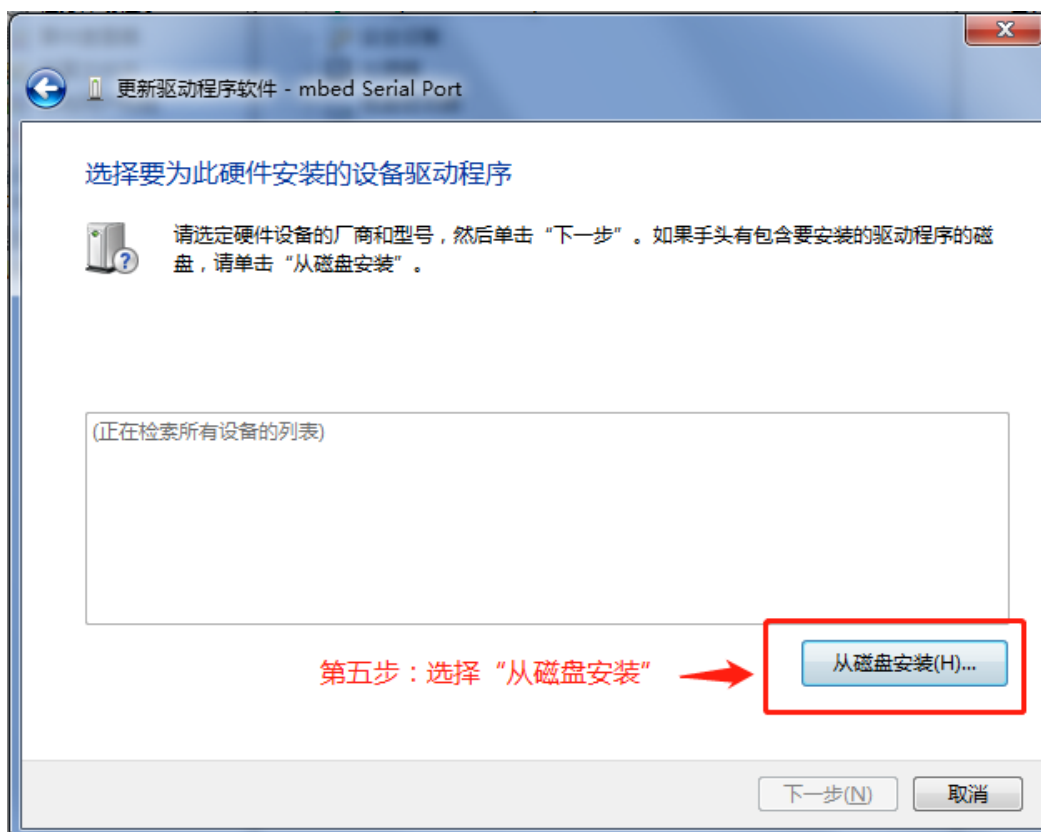 更新驱动程序软件 - mbed Serial Port
选择要为此硬件安装的设备驱动程序
请选定硬件设备的厂商和型号，然后单击“下一步”。如果手头有包含要安装的驱动程序的磁
盘，请单击“从磁盘安装”。
(正在检索所有设备的列表)
第五步：选择“从磁盘安装”
从磁盘安装(H)...
下一步(N)
取消